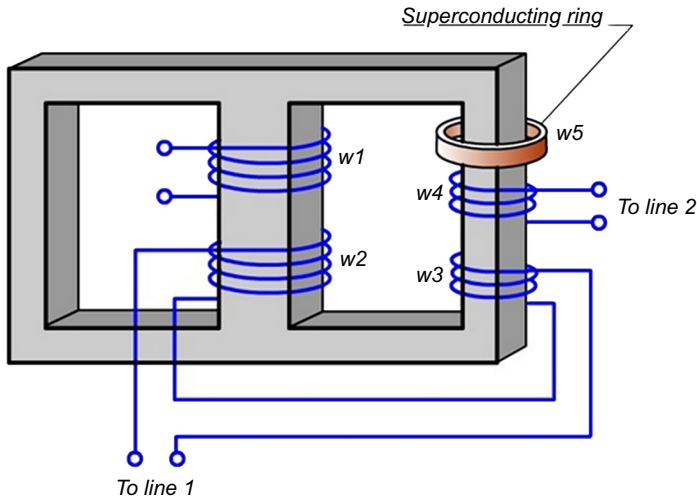 Superconducting ring
w5
w1
w4
To line 2
w2
w3
To line 1